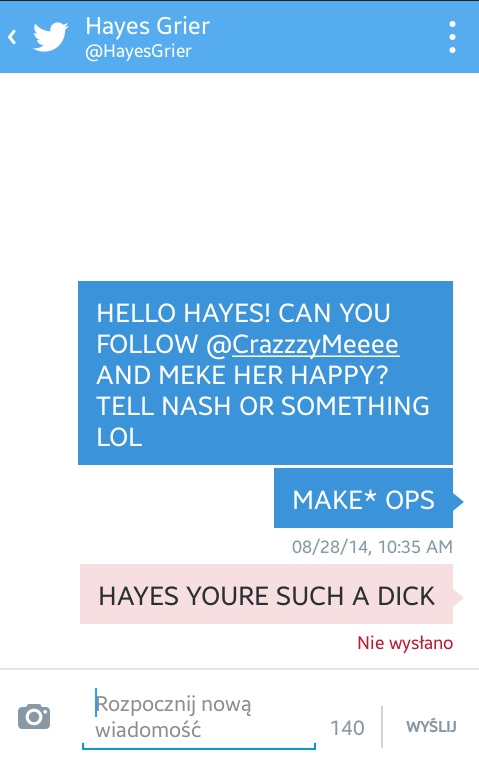 Hayes Grier
@HayesGrier
HELLO HAYES! CAN YOU
FOLLOW @CrazzzyMeeee
AND MEKE HER HAPPY?
TELL NASH OR SOMETHING
LOL
MAKE* OPS
08/28/14, 10:35 AM
HAYES YOURE SUCH A DICK
Nie wysłano
Rozpocznij nową
wiadomość
140
WYŚLIJ